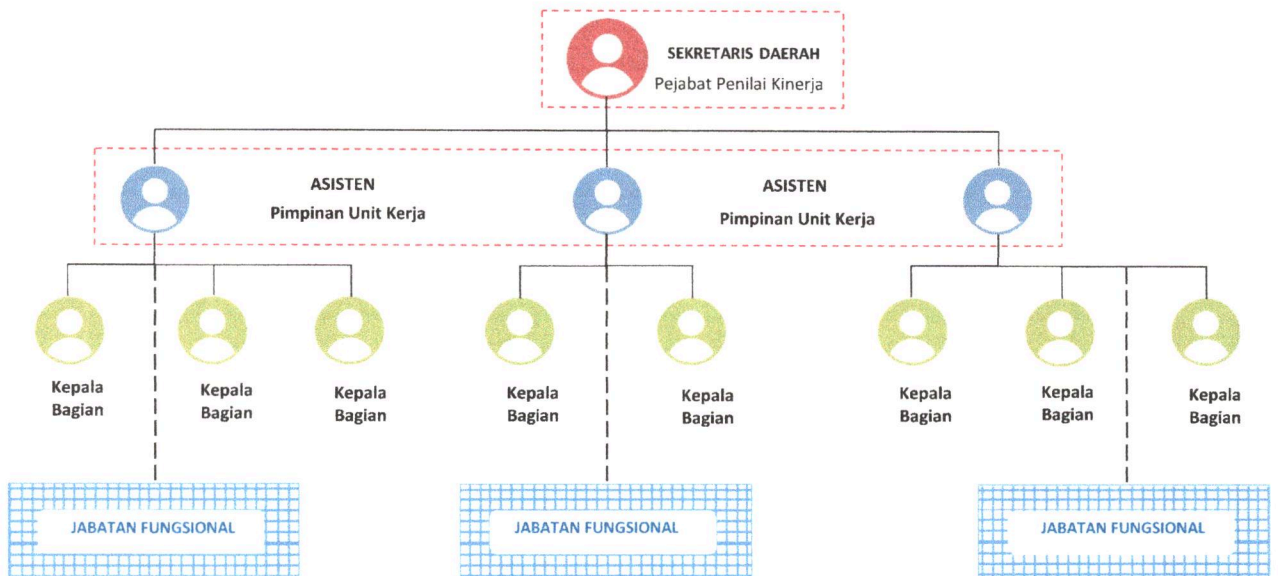 SEKRETARIS DAERAH
Pejabat Penilai Kinerja
ASISTEN
Pimpinan Unit Kerja
ASISTEN
Pimpinan Unit Kerja
Kepala
Bagian
Kepala
Bagian
Kepala
Bagian
Kepala
Bagian
Kepala
Bagian
Kepala
Bagian
Kepala
Bagian
Kepala
Bagian
JABATAN FUNGSIONAL
JABATAN FUNGSIONAL
JABATAN FUNGSIONAL